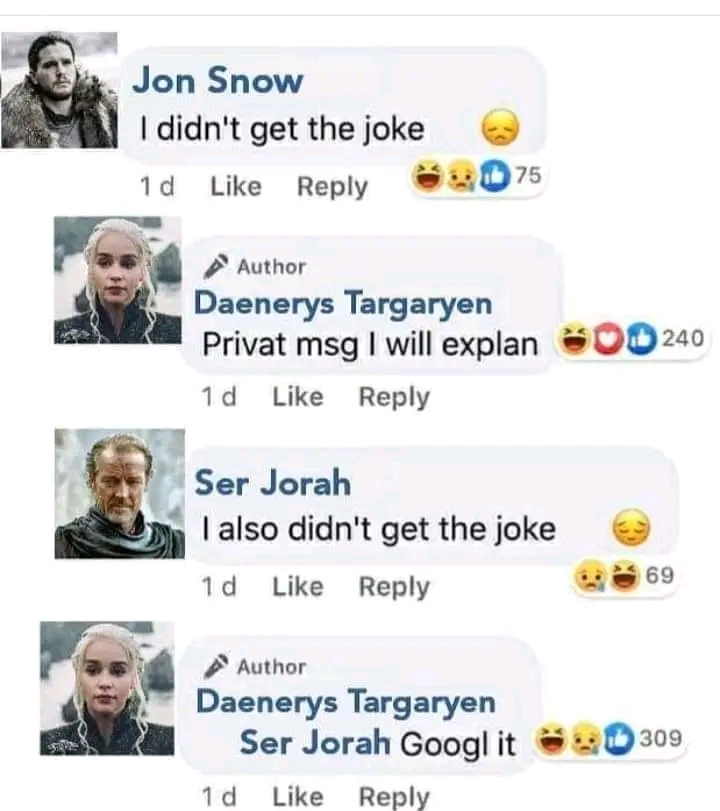 Jon Snow
I didn't get the joke 😞
1 d Like Reply 75
Author
Daenerys Targaryen
Privat msg I will explan 240
1 d Like Reply
Ser Jorah
I also didn't get the joke 😔
1 d Like Reply 69
Author
Daenerys Targaryen
Ser Jorah Googl it 309
1 d Like Reply